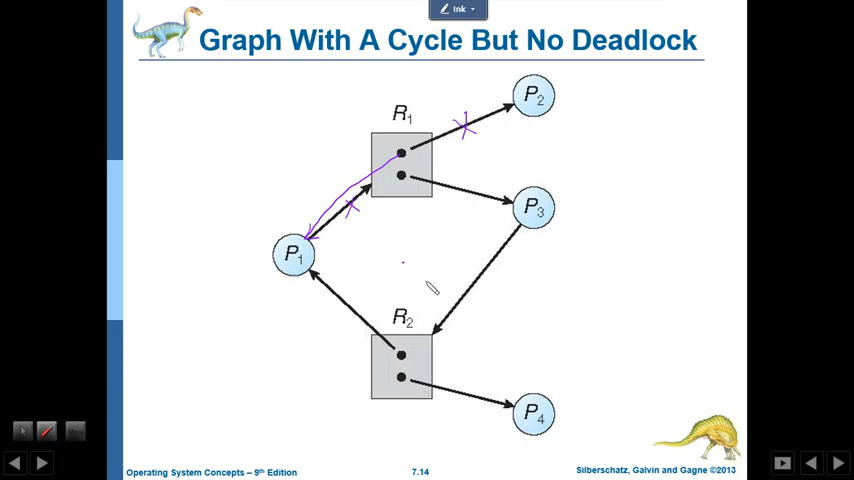 Ink
Graph With A Cycle But No Deadlock
P2
R1
P3
P1
R2
P4
Operating System Concepts – 9th Edition
7.14
Silberschatz, Galvin and Gagne ©2013